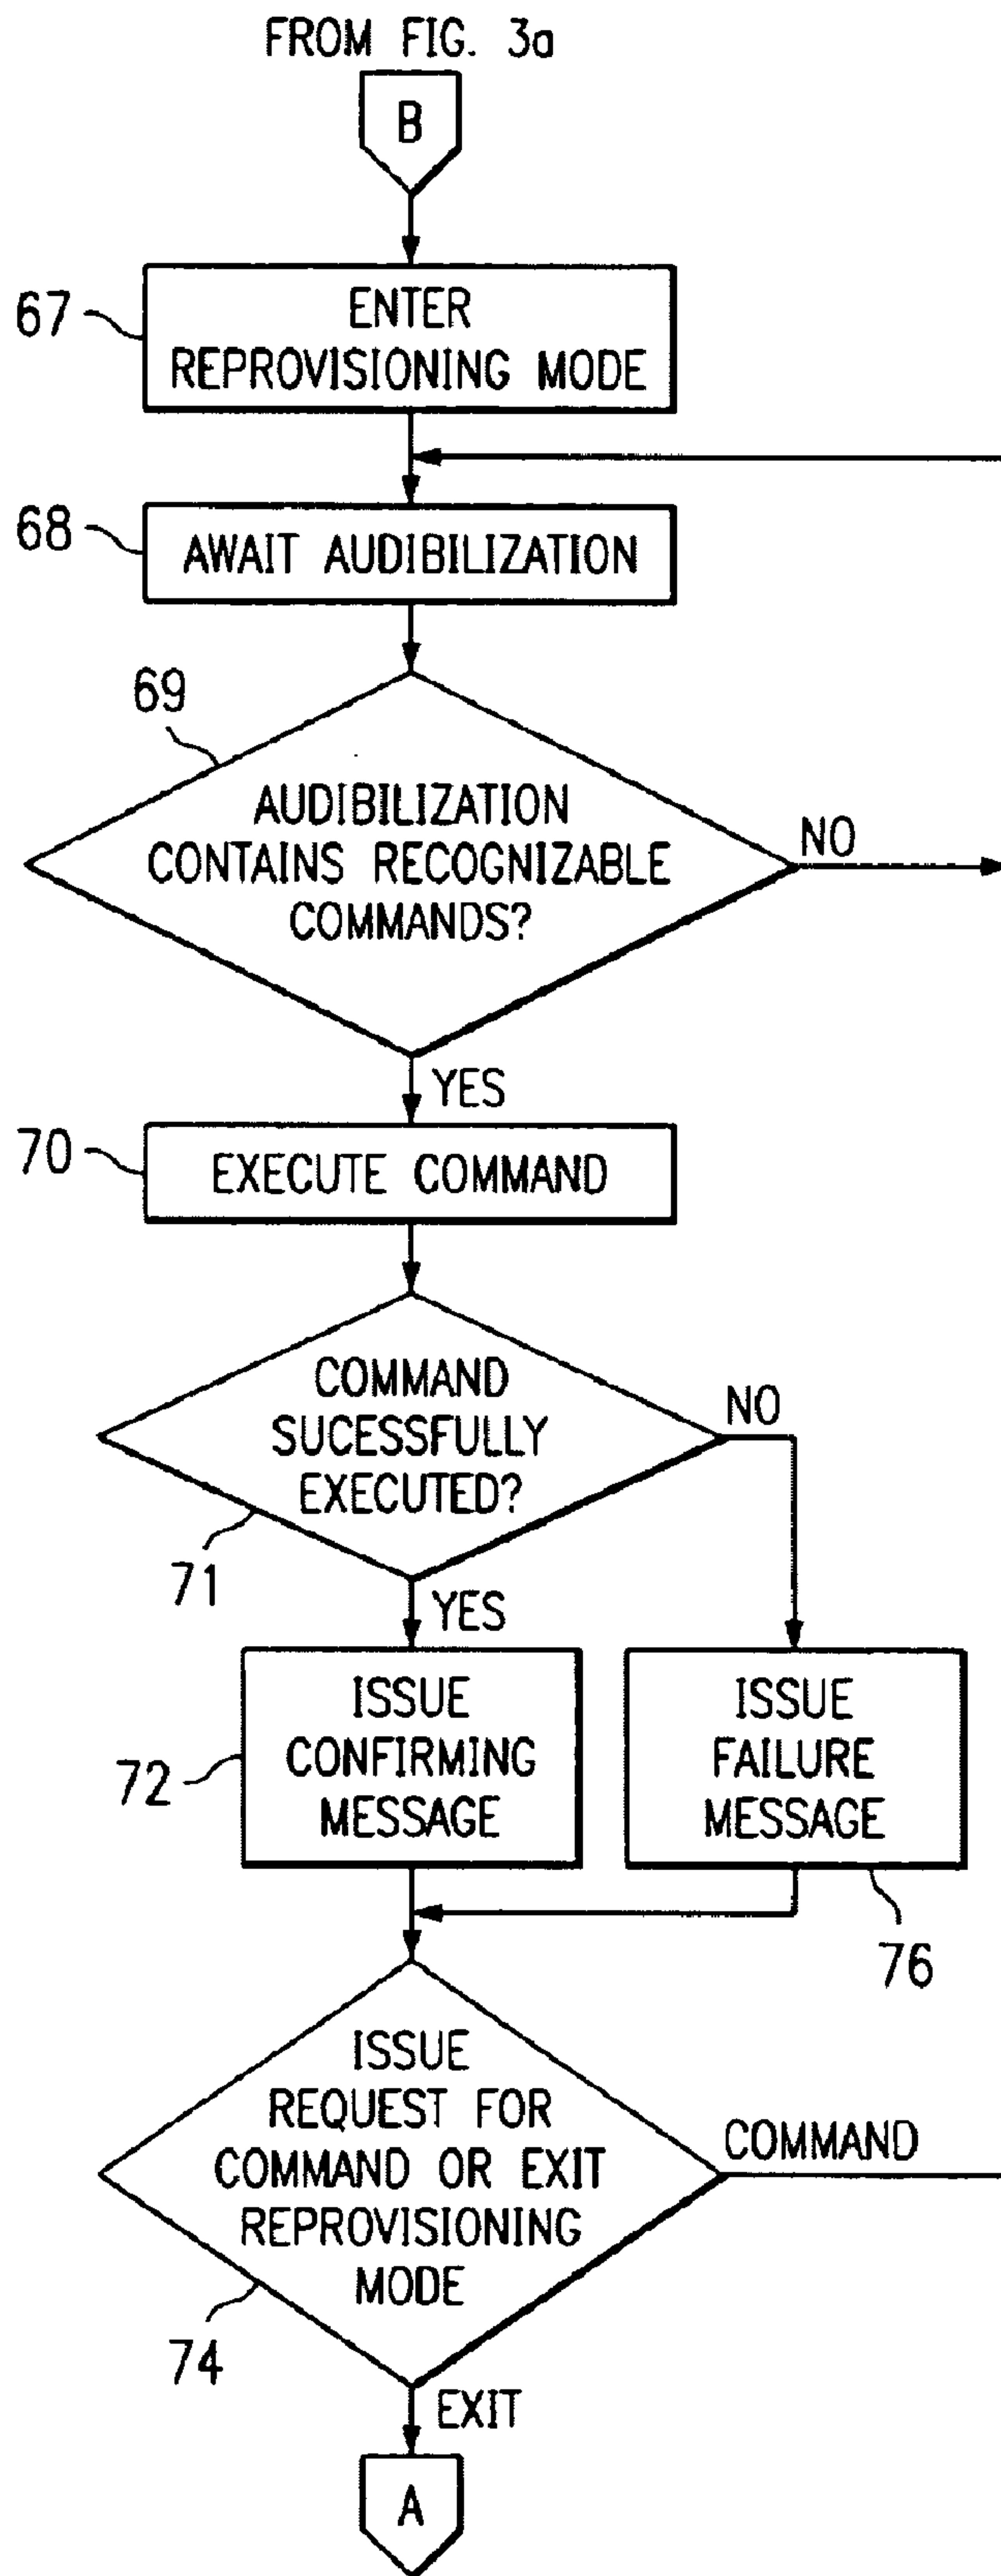 FROM FIG. 3a
B
67
ENTER
REPROVISIONING MODE
68
AWAIT AUDIBILIZATION
69
AUDIBILIZATION
CONTAINS RECOGNIZABLE
COMMANDS?
NO
YES
70
EXECUTE COMMAND
COMMAND
SUCESSFULLY
EXECUTED?
NO
71
YES
72
ISSUE
CONFIRMING
MESSAGE
ISSUE
FAILURE
MESSAGE
76
ISSUE
REQUEST FOR
COMMAND OR EXIT
REPROVISIONING
MODE
COMMAND
74
EXIT
A